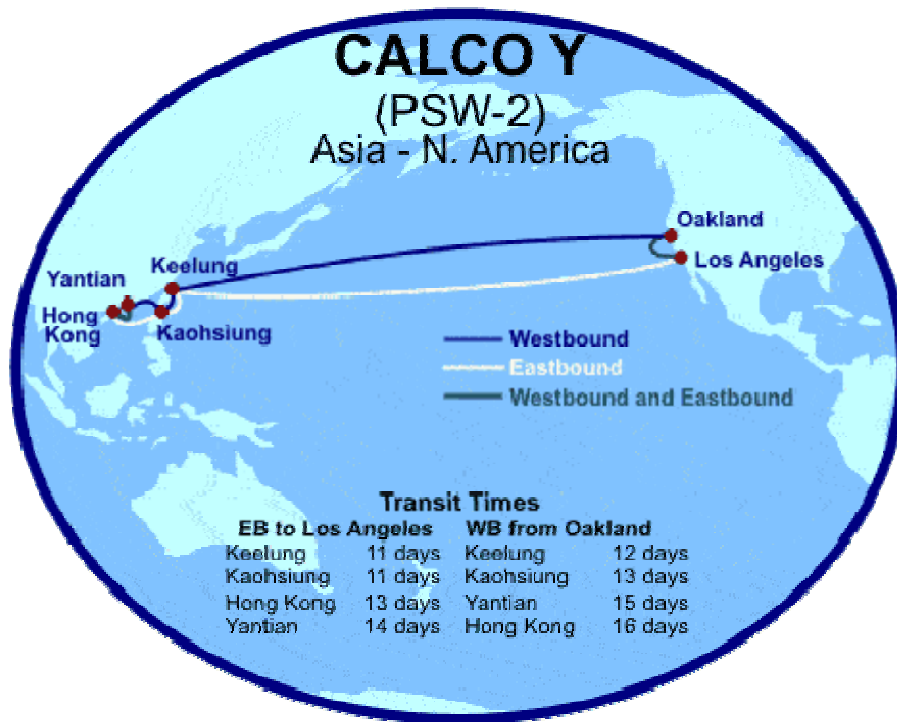 CALCO Y
(PSW-2)
Asia - N. America
Oakland
Los Angeles
Keelung
Yantian
Hong
Kong
Kaohsiung
Westbound
Eastbound
Westbound and Eastbound
Transit Times
EB to Los Angeles WB from Oakland
Keelung 11 days Keelung 12 days
Kaohsiung 11 days Kaohsiung 13 days
Hong Kong 13 days Yantian 15 days
Yantian 14 days Hong Kong 16 days